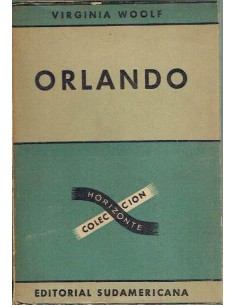 VIRGINIA WOOLF
ORLANDO
HORIZONTE
COLECCION
EDITORIAL SUDAMERICANA